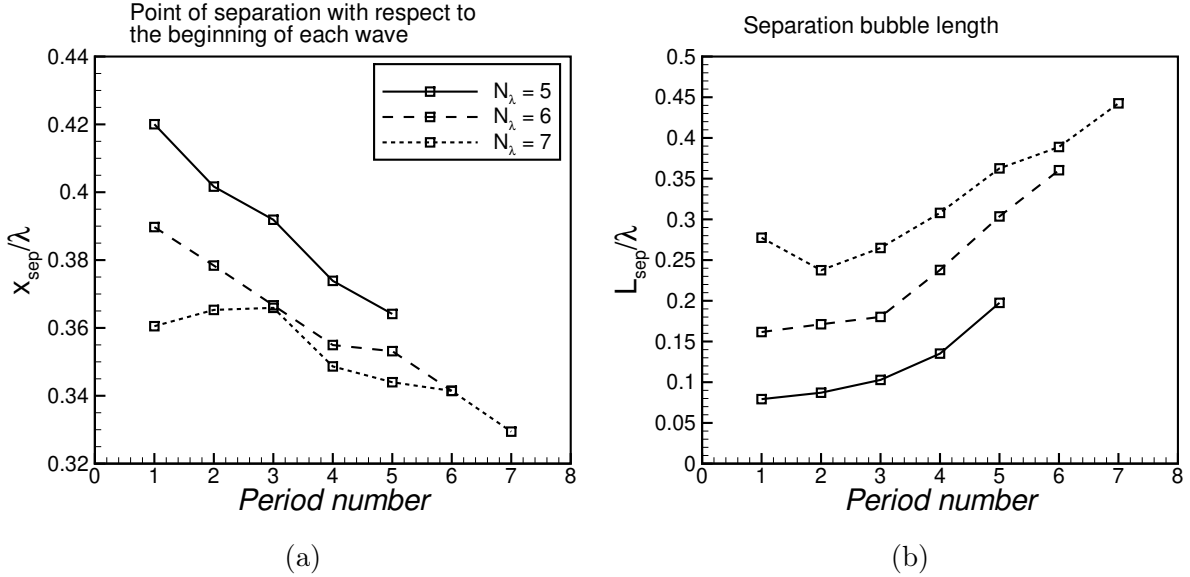 Point of separation with respect to
the beginning of each wave
0.44
0.42
0.4
0.38
0.36
0.34
0.32
x_sep/λ
N_λ = 5
N_λ = 6
N_λ = 7
0 1 2 3 4 5 6 7 8
Period number
(a)
Separation bubble length
0.5
0.45
0.4
0.35
0.3
0.25
0.2
0.15
0.1
0.05
0
L_sep/λ
0 1 2 3 4 5 6 7 8
Period number
(b)